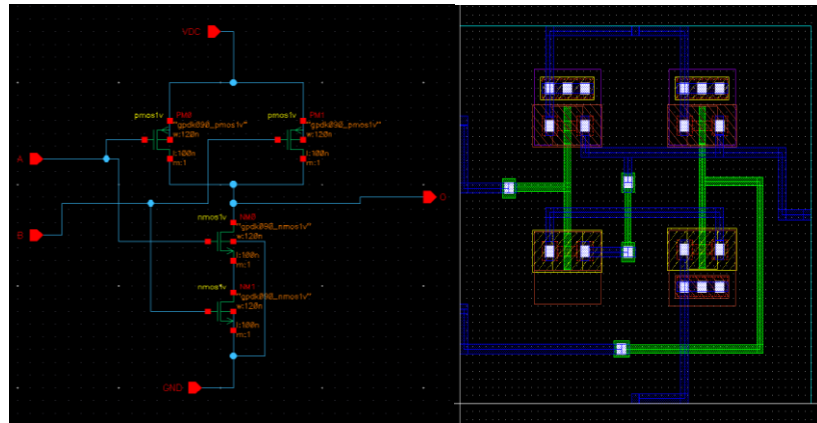 VDC
pmos1v PM0
"gpdk090_pmos1v"
w:120n
l:100n
m:1
pmos1v PM1
"gpdk090_pmos1v"
w:120n
l:100n
m:1
A
B
O
nmos1v NM0
"gpdk090_nmos1v"
w:120n
l:100n
m:1
nmos1v NM1
"gpdk090_nmos1v"
w:120n
l:100n
m:1
GND